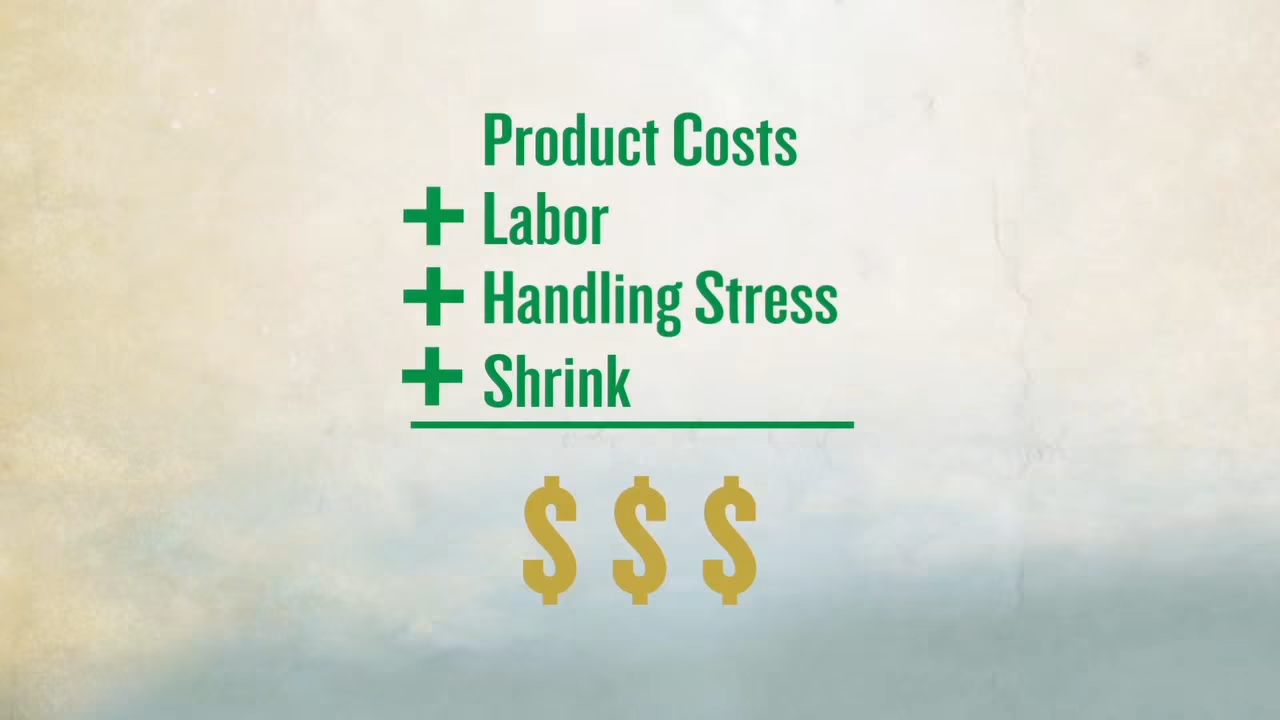 Product Costs
+ Labor
+ Handling Stress
+ Shrink
$ $ $